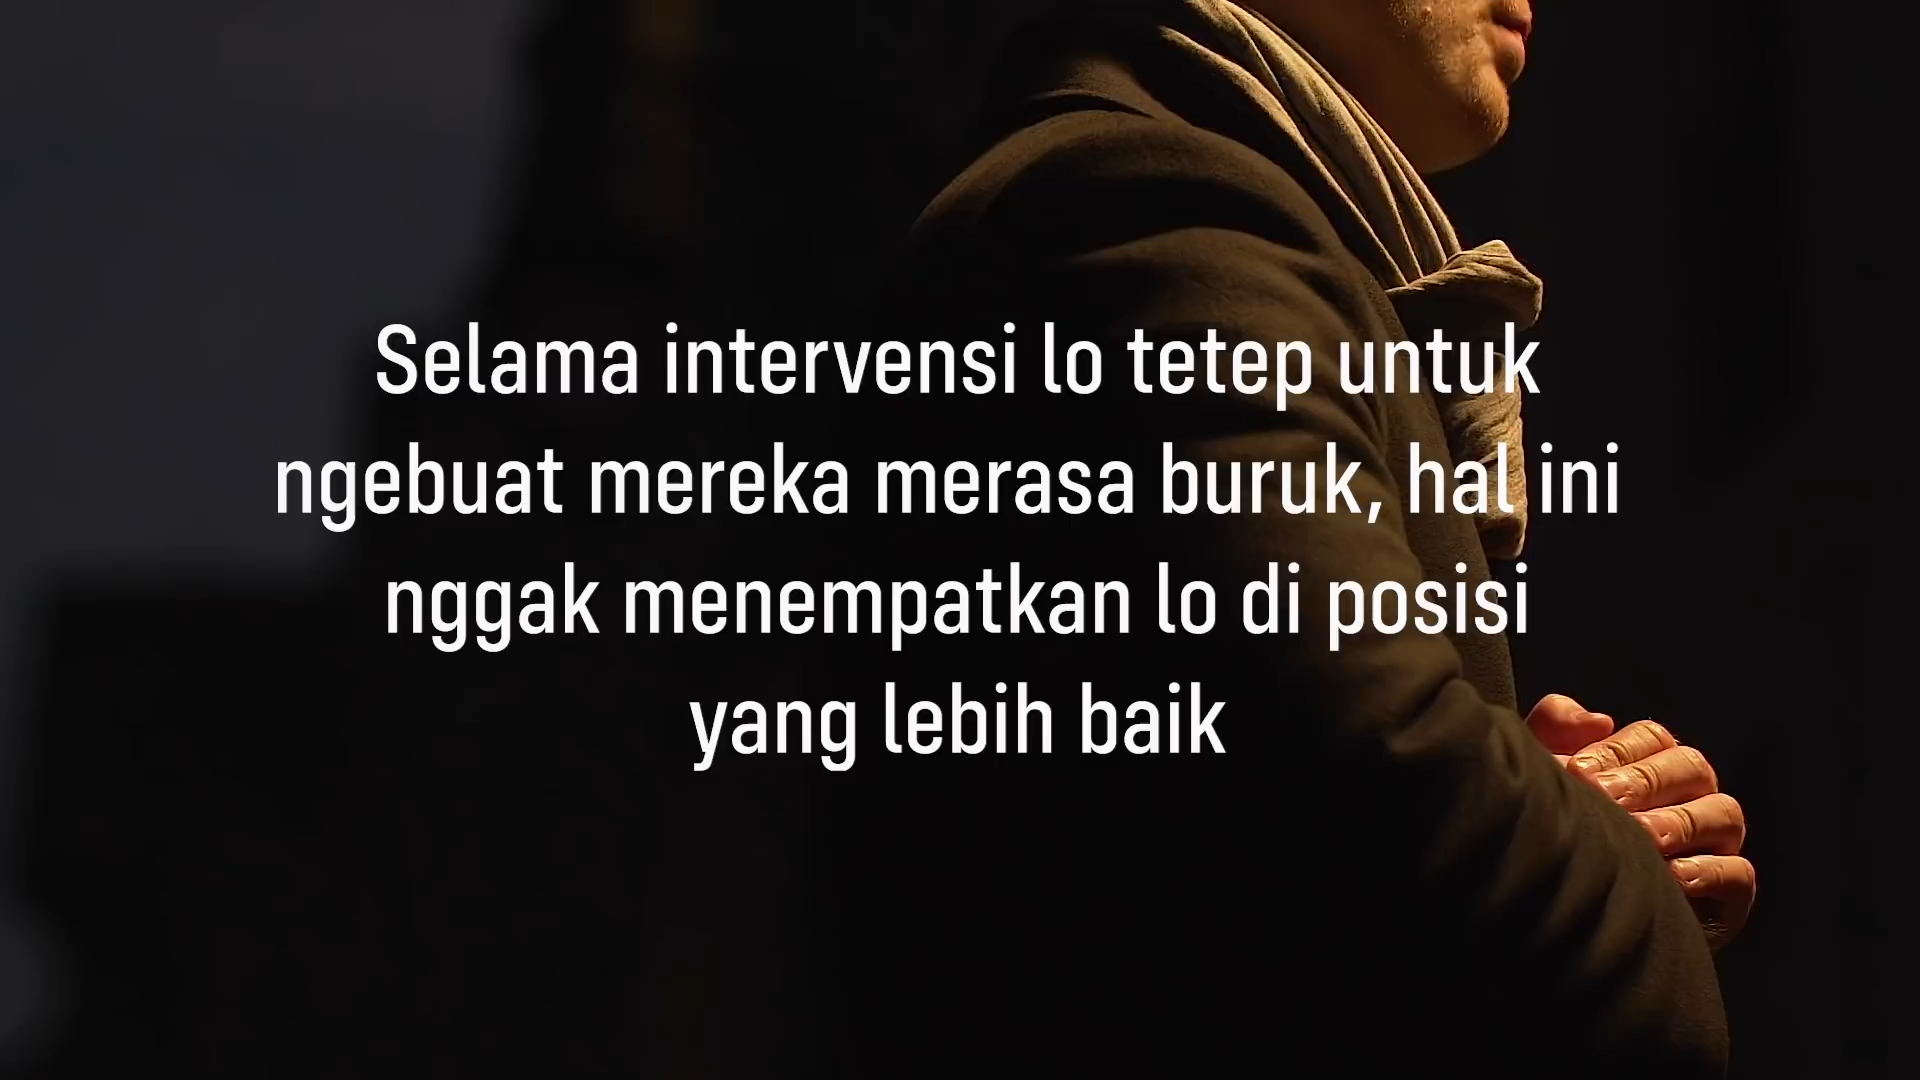 Selama intervensi lo tetep untuk
ngebuat mereka merasa buruk, hal ini
nggak menempatkan lo di posisi
yang lebih baik